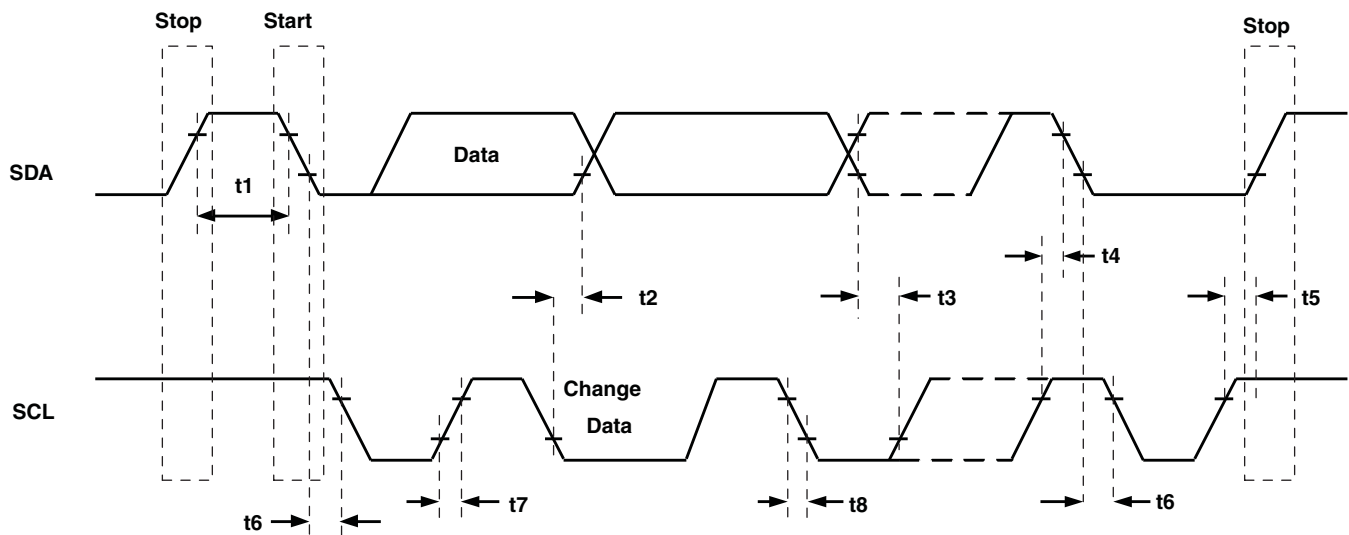 Stop
Start
Stop
SDA
Data
t1
t4
t2
t3
t5
SCL
Change
Data
t6
t7
t8
t6